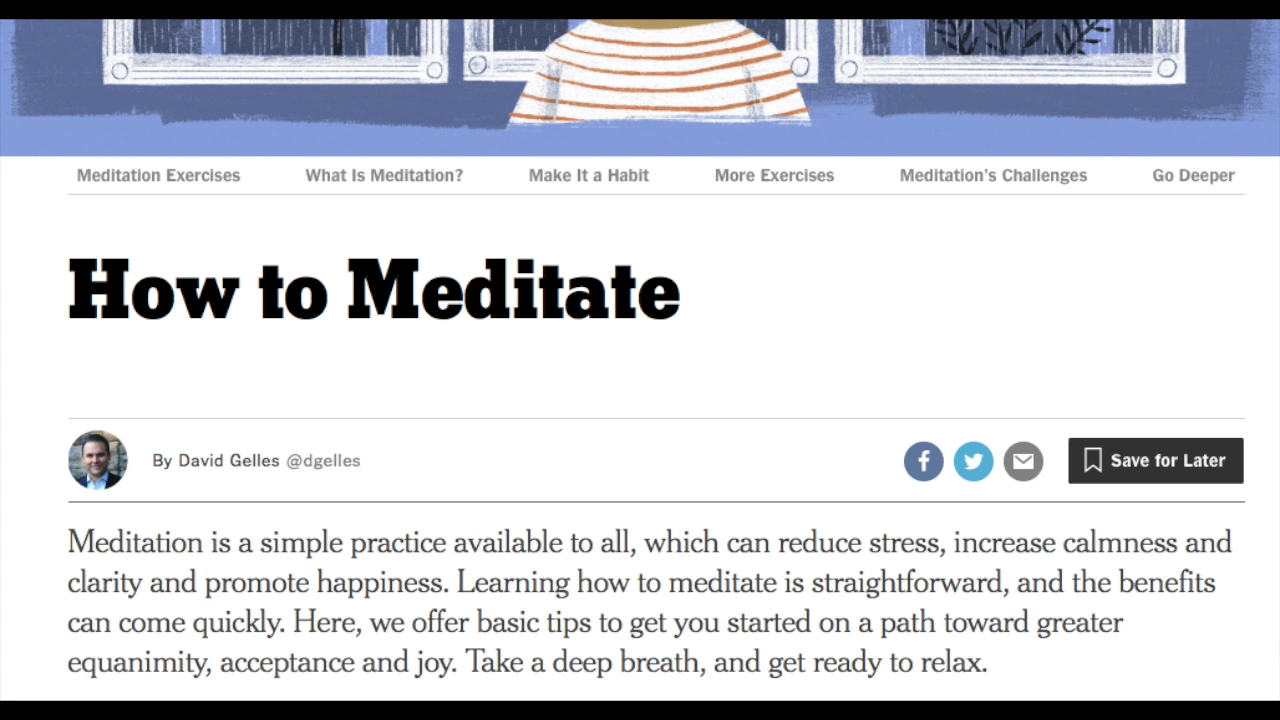 Meditation Exercises What Is Meditation? Make It a Habit More Exercises Meditation's Challenges Go Deeper
How to Meditate
By David Gelles @dgelles
f
Save for Later
Meditation is a simple practice available to all, which can reduce stress, increase calmness and
clarity and promote happiness. Learning how to meditate is straightforward, and the benefits
can come quickly. Here, we offer basic tips to get you started on a path toward greater
equanimity, acceptance and joy. Take a deep breath, and get ready to relax.